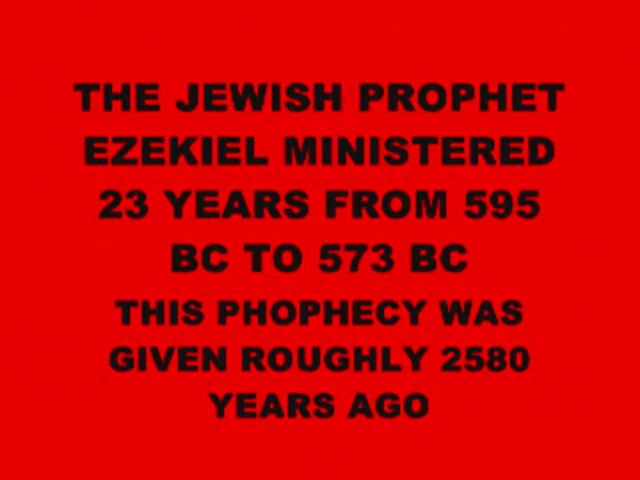 THE JEWISH PROPHET
EZEKIEL MINISTERED
23 YEARS FROM 595
BC TO 573 BC
THIS PHOPHECY WAS
GIVEN ROUGHLY 2580
YEARS AGO